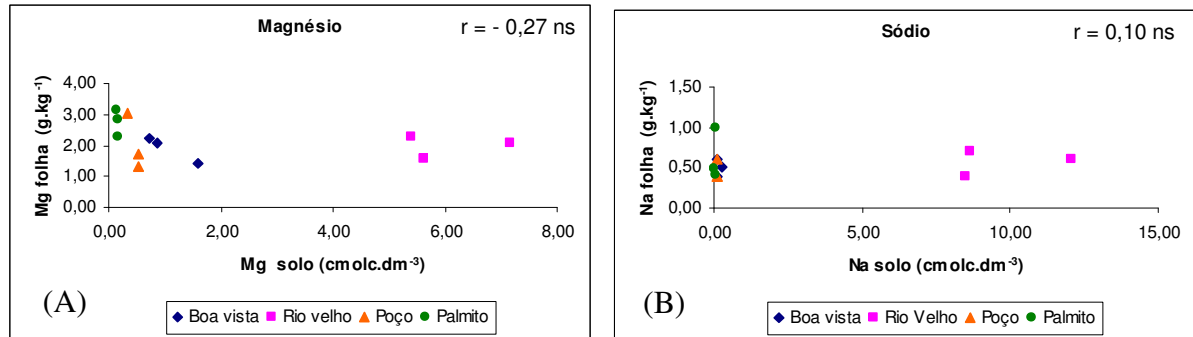 Magnésio
r = - 0,27 ns
Mg folha (g.kg-1)
4,00
3,00
2,00
1,00
0,00
0,00 2,00 4,00 6,00 8,00
Mg solo (cmolc.dm-3)
(A)
Boa vista Rio velho Poço Palmito
Sódio
r = 0,10 ns
Na folha (g.kg-1)
1,50
1,00
0,50
0,00
0,00 5,00 10,00 15,00
Na solo (cmolc.dm-3)
(B)
Boa vista Rio Velho Poço Palmito